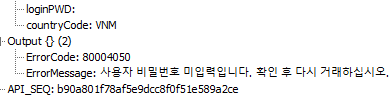 loginPWD:
countryCode: VNM
Output {} (2)
ErrorCode: 80004050
ErrorMessage: 사용자 비밀번호 미입력입니다. 확인 후 다시 거래하십시오.
API_SEQ: b90a801f78af5e9dcc8f0f51e589a2ce